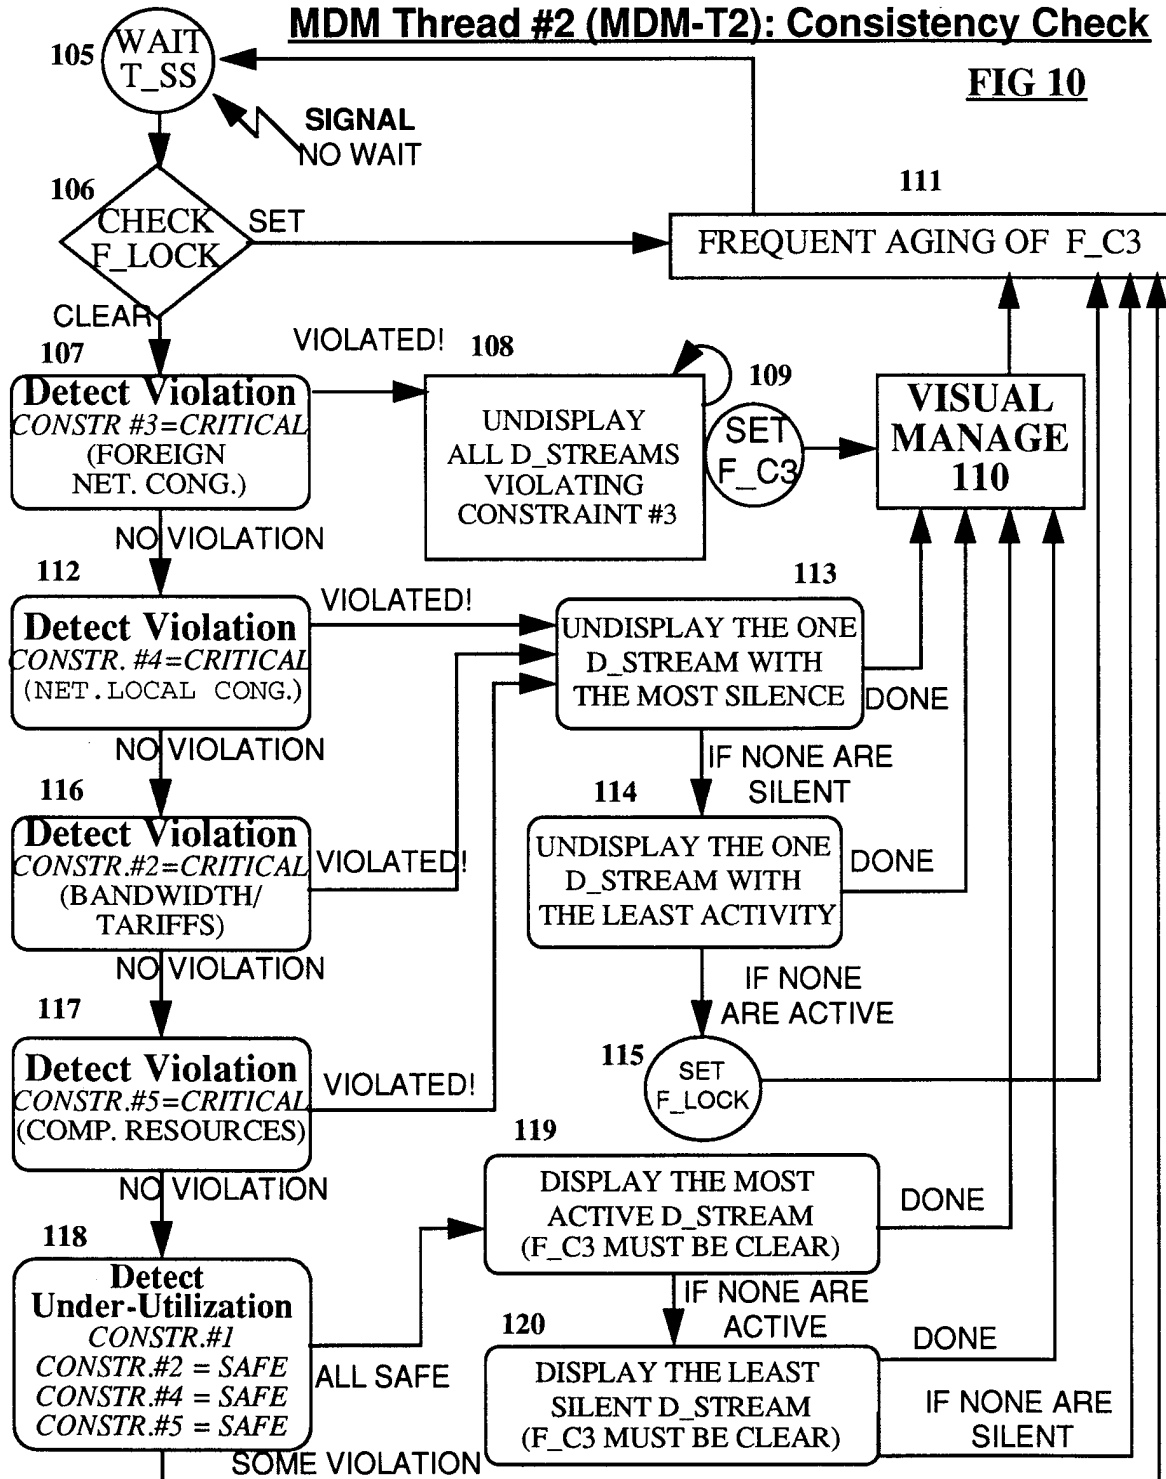 MDM Thread #2 (MDM-T2): Consistency Check
FIG 10
105
WAIT
T_SS
SIGNAL
NO WAIT
106
CHECK
F_LOCK
SET
CLEAR
111
FREQUENT AGING OF F_C3
107
Detect Violation
CONSTR #3=CRITICAL
(FOREIGN
NET. CONG.)
VIOLATED!
108
UNDISPLAY
ALL D_STREAMS
VIOLATING
CONSTRAINT #3
109
SET
F_C3
VISUAL
MANAGE
110
NO VIOLATION
112
Detect Violation
CONSTR. #4=CRITICAL
(NET.LOCAL CONG.)
VIOLATED!
113
UNDISPLAY THE ONE
D_STREAM WITH
THE MOST SILENCE
DONE
NO VIOLATION
IF NONE ARE
SILENT
116
Detect Violation
CONSTR.#2=CRITICAL
(BANDWIDTH/
TARIFFS)
VIOLATED!
114
UNDISPLAY THE ONE
D_STREAM WITH
THE LEAST ACTIVITY
DONE
NO VIOLATION
IF NONE
ARE ACTIVE
117
Detect Violation
CONSTR.#5=CRITICAL
(COMP. RESOURCES)
VIOLATED!
115
SET
F_LOCK
NO VIOLATION
119
DISPLAY THE MOST
ACTIVE D_STREAM
(F_C3 MUST BE CLEAR)
DONE
118
Detect
Under-Utilization
CONSTR.#1
CONSTR.#2 = SAFE
CONSTR.#4 = SAFE
CONSTR.#5 = SAFE
ALL SAFE
IF NONE ARE
ACTIVE
120
DISPLAY THE LEAST
SILENT D_STREAM
(F_C3 MUST BE CLEAR)
DONE
IF NONE ARE
SILENT
SOME VIOLATION